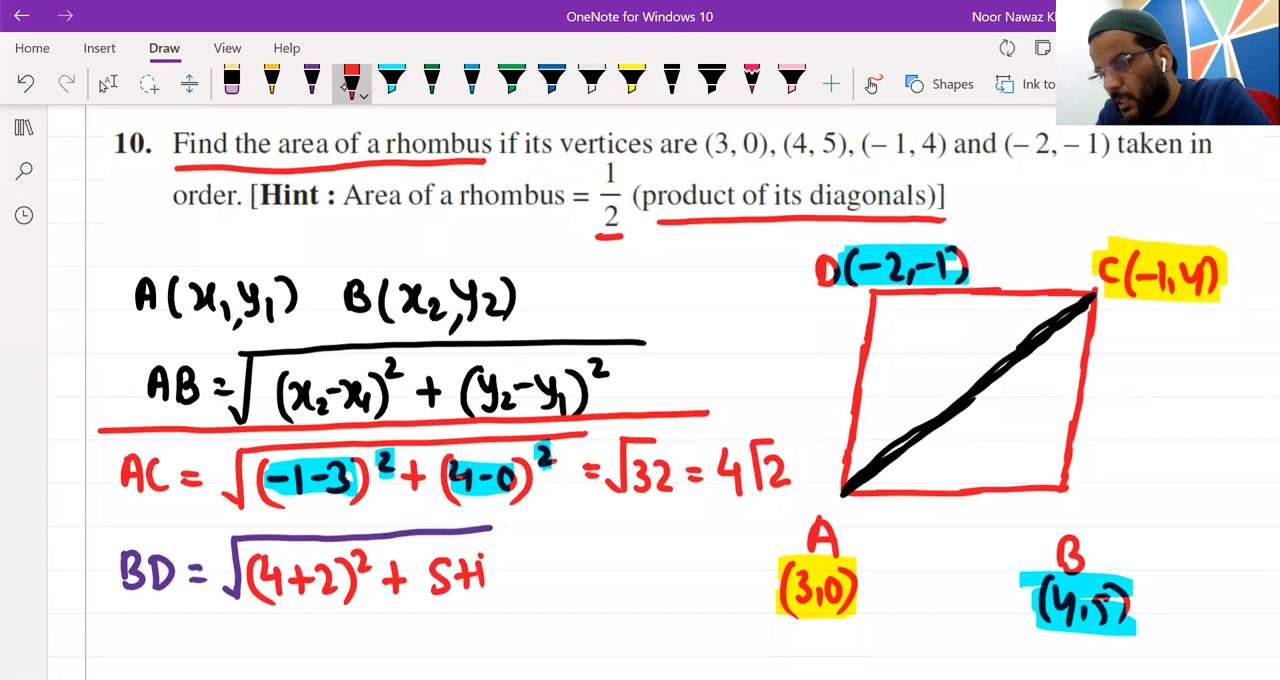 OneNote for Windows 10
Noor Nawaz Kh
Home Insert Draw View Help
Shapes Ink to
10. Find the area of a rhombus if its vertices are (3, 0), (4, 5), (– 1, 4) and (– 2, – 1) taken in
order. [Hint : Area of a rhombus = 1/2 (product of its diagonals)]
D(-2,-1)
C(-1,4)
A(x₁,y₁) B(x₂,y₂)
AB = √((x₂-x₁)² + (y₂-y₁)²)
AC = √((-1-3)² + (4-0)²) = √32 = 4√2
BD = √((4+2)² + 5+
A
(3,0)
B
(4,5)